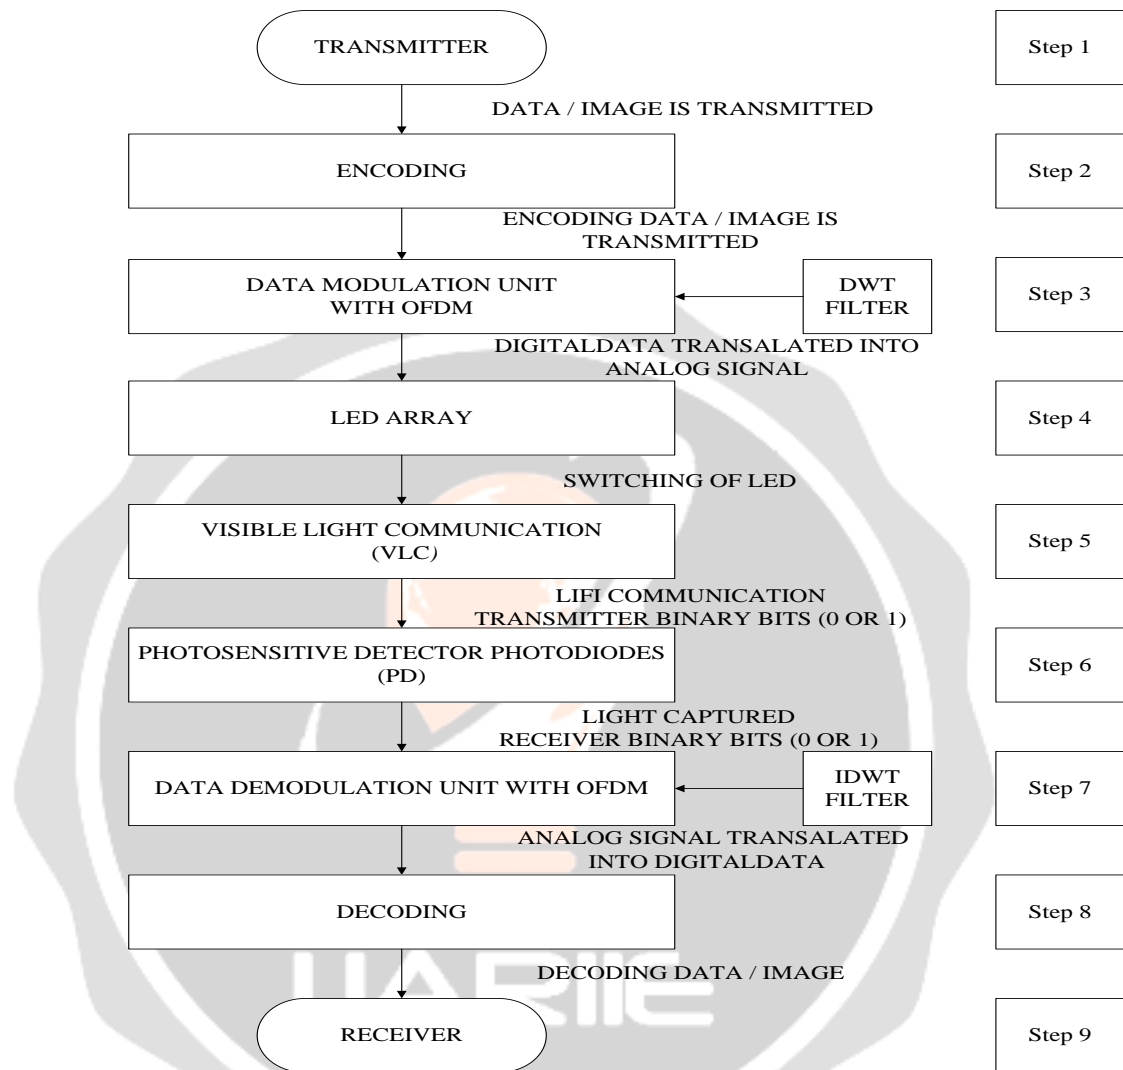 TRANSMITTER
Step 1
DATA / IMAGE IS TRANSMITTED
ENCODING
Step 2
ENCODING DATA / IMAGE IS
TRANSMITTED
DATA MODULATION UNIT
WITH OFDM
DWT
FILTER
Step 3
DIGITALDATA TRANSALATED INTO
ANALOG SIGNAL
LED ARRAY
Step 4
SWITCHING OF LED
VISIBLE LIGHT COMMUNICATION
(VLC)
Step 5
LIFI COMMUNICATION
TRANSMITTER BINARY BITS (0 OR 1)
PHOTOSENSITIVE DETECTOR PHOTODIODES
(PD)
Step 6
LIGHT CAPTURED
RECEIVER BINARY BITS (0 OR 1)
DATA DEMODULATION UNIT WITH OFDM
IDWT
FILTER
Step 7
ANALOG SIGNAL TRANSALATED
INTO DIGITALDATA
DECODING
Step 8
DECODING DATA / IMAGE
RECEIVER
Step 9